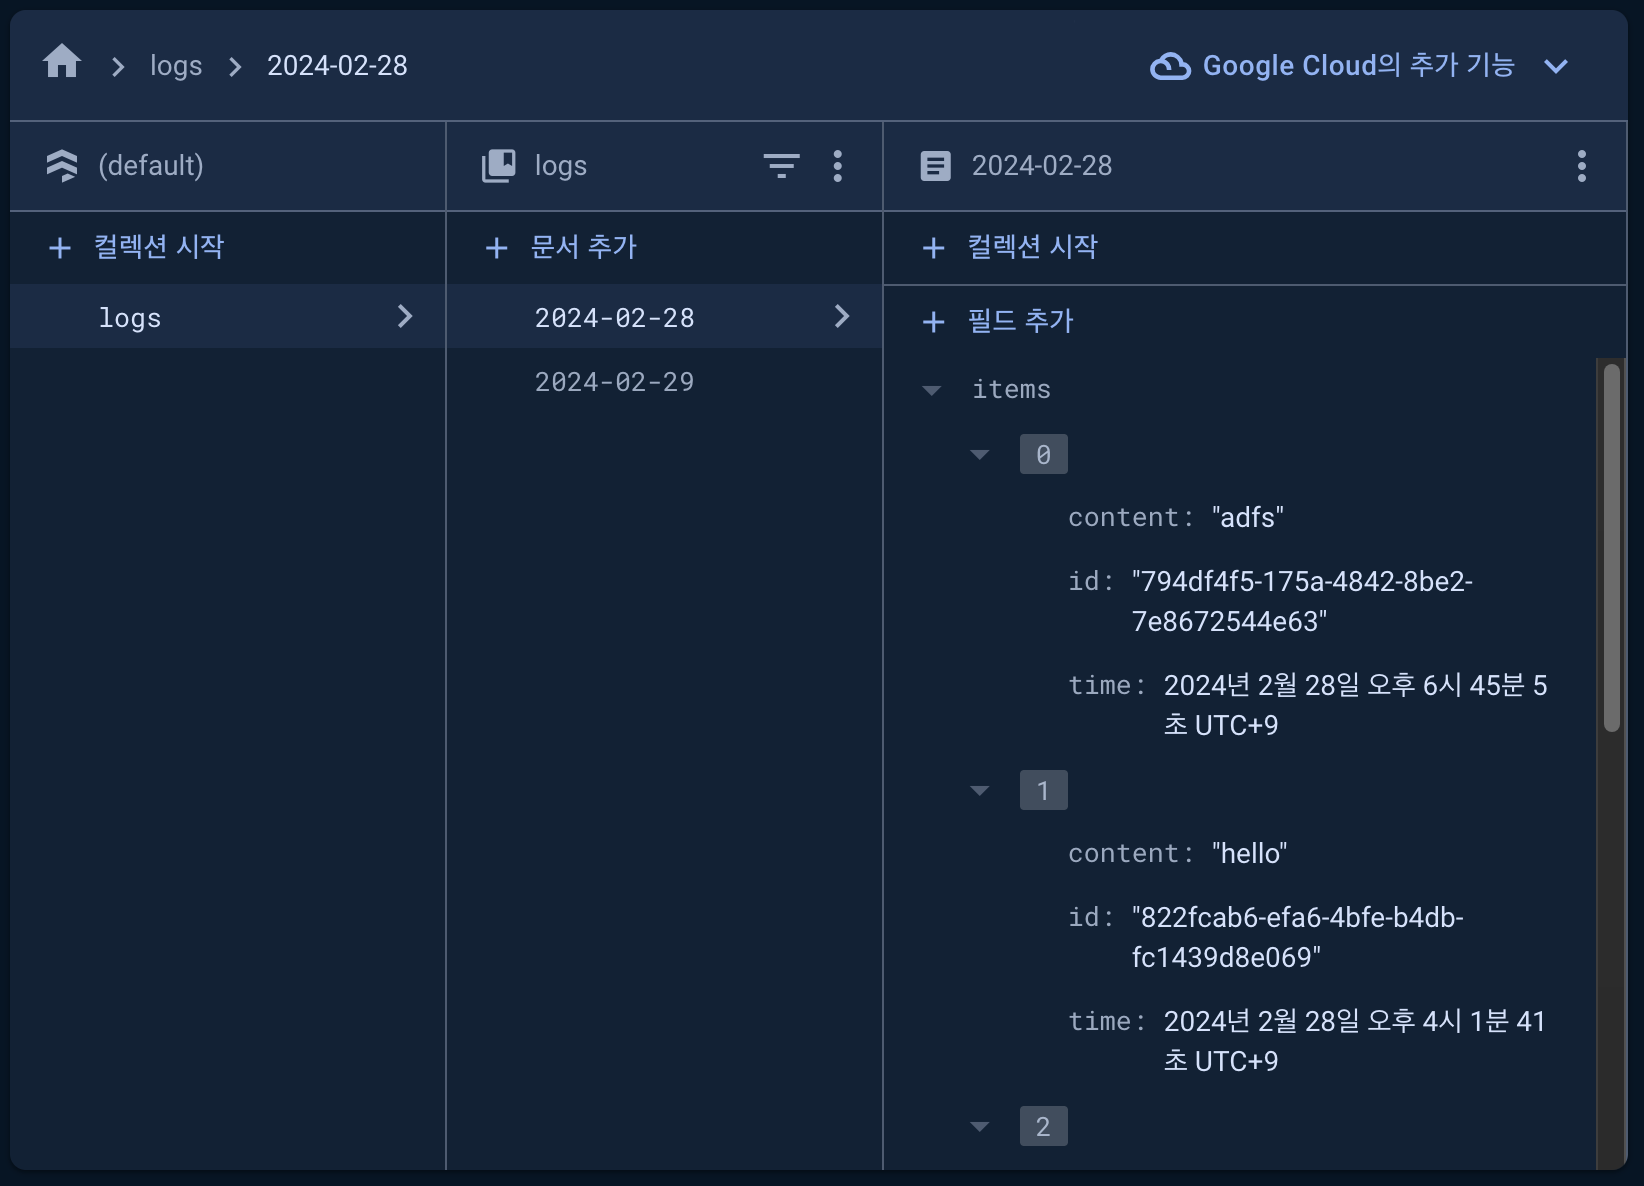 logs
2024-02-28
Google Cloud의 추가 기능
(default)
logs
2024-02-28
컬렉션 시작
문서 추가
컬렉션 시작
logs
2024-02-28
2024-02-29
필드 추가
items
0
content: "adfs"
id: "794df4f5-175a-4842-8be2-
7e8672544e63"
time: 2024년 2월 28일 오후 6시 45분 5
초 UTC+9
1
content: "hello"
id: "822fcab6-efa6-4bfe-b4db-
fc1439d8e069"
time: 2024년 2월 28일 오후 4시 1분 41
초 UTC+9
2